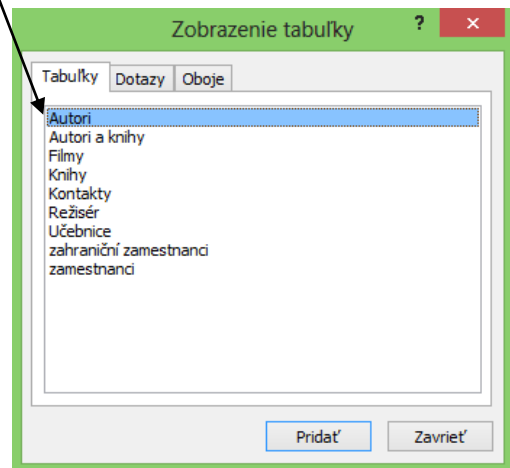 Zobrazenie tabuľky ? ×
Tabuľky Dotazy Oboje
Autori
Autori a knihy
Filmy
Knihy
Kontakty
Režisér
Učebnice
zahraniční zamestnanci
zamestnanci
Pridať Zavrieť